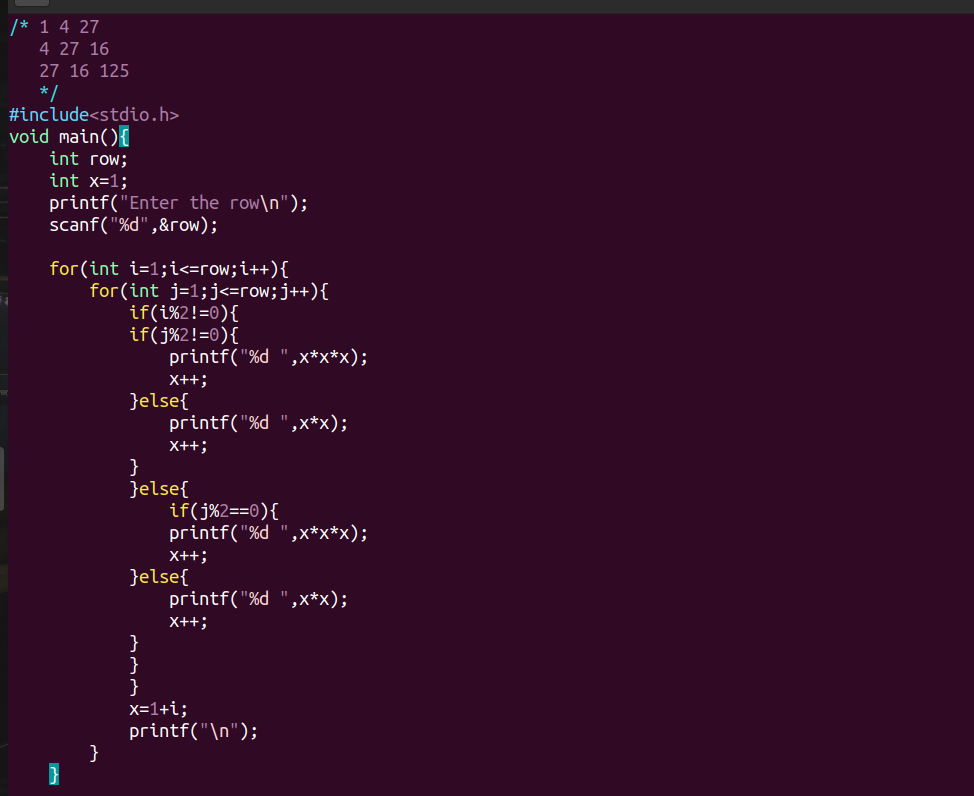 /* 1 4 27
   4 27 16
   27 16 125
   */
#include<stdio.h>
void main(){
    int row;
    int x=1;
    printf("Enter the row\n");
    scanf("%d",&row);

    for(int i=1;i<=row;i++){
        for(int j=1;j<=row;j++){
            if(i%2!=0){
            if(j%2!=0){
                printf("%d ",x*x*x);
                x++;
            }else{
                printf("%d ",x*x);
                x++;
            }
            }else{
                if(j%2==0){
                printf("%d ",x*x*x);
                x++;
            }else{
                printf("%d ",x*x);
                x++;
            }
            }
            }
            x=1+i;
            printf("\n");
        }
    }